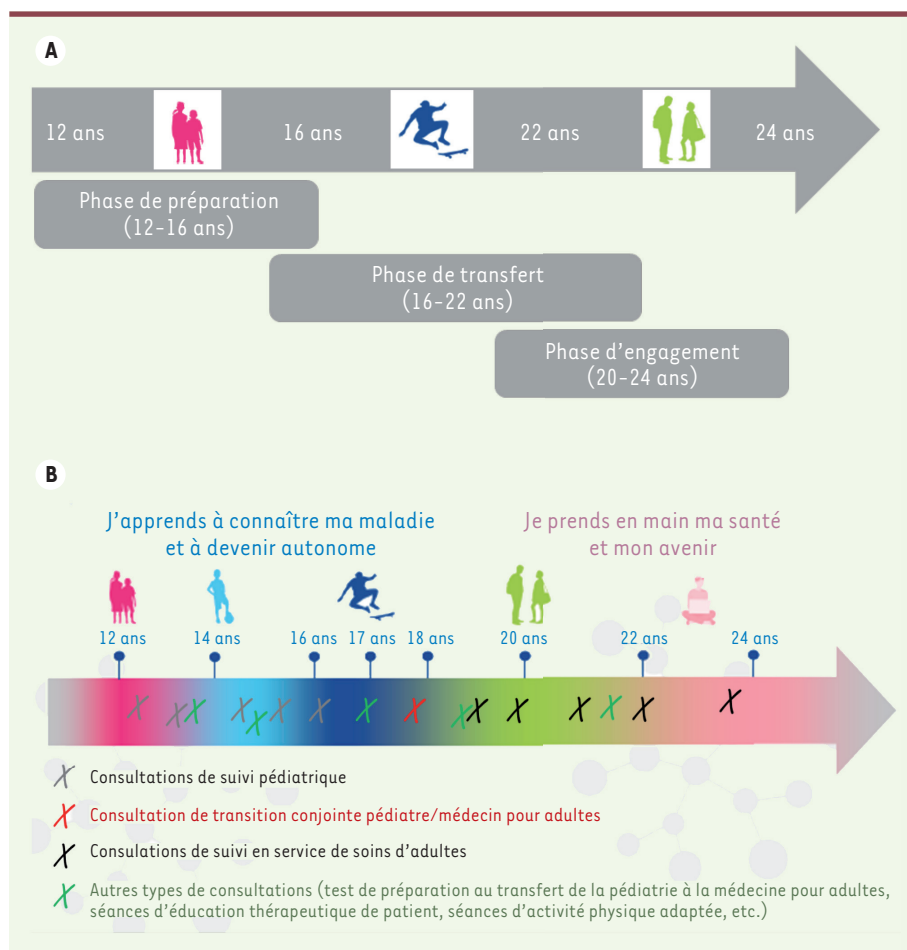 A
12 ans 16 ans 22 ans 24 ans
Phase de préparation
(12-16 ans)
Phase de transfert
(16-22 ans)
Phase d'engagement
(20-24 ans)
B
J'apprends à connaître ma maladie
et à devenir autonome
Je prends en main ma santé
et mon avenir
12 ans 14 ans 16 ans 17 ans 18 ans 20 ans 22 ans 24 ans
Consultations de suivi pédiatrique
Consultation de transition conjointe pédiatre/médecin pour adultes
Consulations de suivi en service de soins d'adultes
Autres types de consultations (test de préparation au transfert de la pédiatrie à la médecine pour adultes,
séances d'éducation thérapeutique de patient, séances d'activité physique adaptée, etc.)